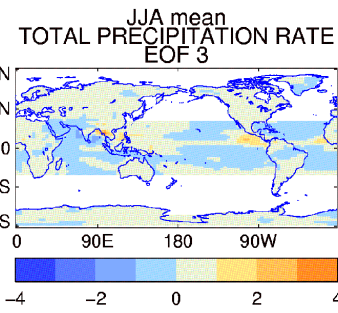 JJA mean
TOTAL PRECIPITATION RATE
EOF 3
N
N
0
S
S
0 90E 180 90W
−4 −2 0 2 4